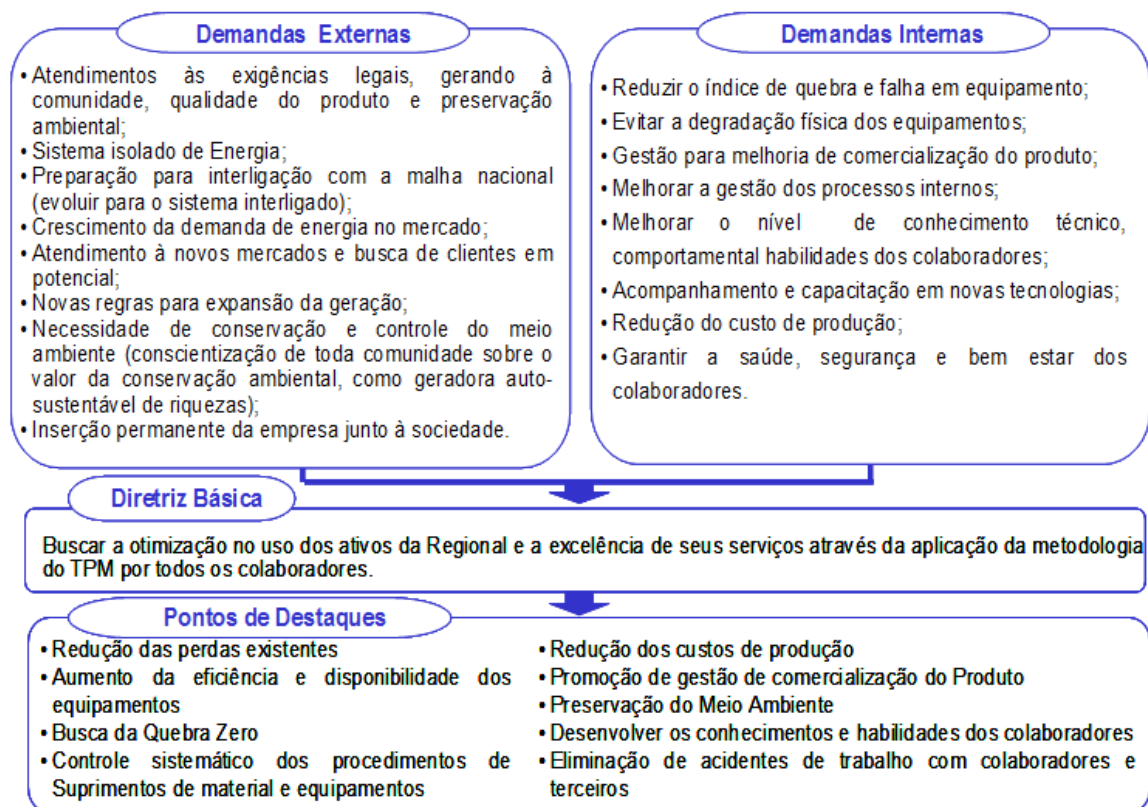 Demandas Externas
• Atendimentos às exigências legais, gerando à
comunidade, qualidade do produto e preservação
ambiental;
• Sistema isolado de Energia;
• Preparação para interligação com a malha nacional
(evoluir para o sistema interligado);
• Crescimento da demanda de energia no mercado;
• Atendimento à novos mercados e busca de clientes em
potencial;
• Novas regras para expansão da geração;
• Necessidade de conservação e controle do meio
ambiente (conscientização de toda comunidade sobre o
valor da conservação ambiental, como geradora auto-
sustentável de riquezas);
• Inserção permanente da empresa junto à sociedade.
Demandas Internas
• Reduzir o índice de quebra e falha em equipamento;
• Evitar a degradação física dos equipamentos;
• Gestão para melhoria de comercialização do produto;
• Melhorar a gestão dos processos internos;
• Melhorar o nível de conhecimento técnico,
comportamental habilidades dos colaboradores;
• Acompanhamento e capacitação em novas tecnologias;
• Redução do custo de produção;
• Garantir a saúde, segurança e bem estar dos
colaboradores.
Diretriz Básica
Buscar a otimização no uso dos ativos da Regional e a excelência de seus serviços através da aplicação da metodologia
do TPM por todos os colaboradores.
Pontos de Destaques
• Redução das perdas existentes
• Aumento da eficiência e disponibilidade dos
equipamentos
• Busca da Quebra Zero
• Controle sistemático dos procedimentos de
Suprimentos de material e equipamentos
• Redução dos custos de produção
• Promoção de gestão de comercialização do Produto
• Preservação do Meio Ambiente
• Desenvolver os conhecimentos e habilidades dos colaboradores
• Eliminação de acidentes de trabalho com colaboradores e
terceiros